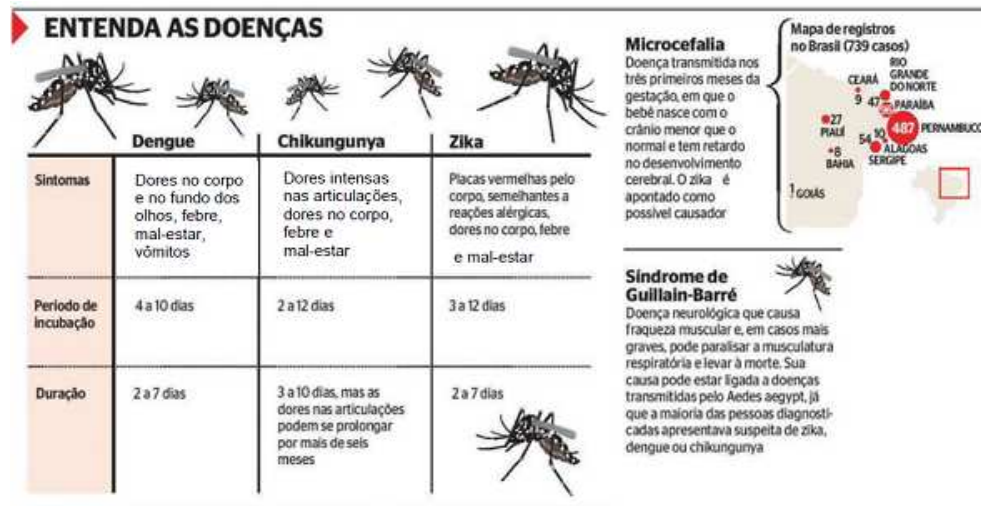 ENTENDA AS DOENÇAS
Dengue
Chikungunya
Zika
Sintomas
Dores no corpo
e no fundo dos
olhos, febre,
mal-estar,
vômitos
Dores intensas
nas articulações,
dores no corpo,
febre e
mal-estar
Placas vermelhas pelo
corpo, semelhantes a
reações alérgicas,
dores no corpo, febre
e mal-estar
Período de
incubação
4 a 10 dias
2 a 12 dias
3 a 12 dias
Duração
2 a 7 dias
3 a 10 dias, mas as
dores nas articulações
podem se prolongar
por mais de seis
meses
2 a 7 dias
Microcefalia
Doença transmitida nos
três primeiros meses da
gestação, em que o
bebê nasce com o
crânio menor que o
normal e tem retardo
no desenvolvimento
cerebral. O zika é
apontado como
possível causador
Mapa de registros
no Brasil (739 casos)
RIO
GRANDE
DO NORTE
CEARÁ
9
47
PARAÍBA
27
PIAUÍ
487
PERNAMBUCO
54
10
ALAGOAS
8
BAHIA
SERGIPE
1
GOIÁS
Síndrome de
Guillain-Barré
Doença neurológica que causa
fraqueza muscular e, em casos mais
graves, pode paralisar a musculatura
respiratória e levar à morte. Sua
causa pode estar ligada a doenças
transmitidas pelo Aedes aegypt, já
que a maioria das pessoas diagnosti-
cadas apresentava suspeita de zika,
dengue ou chikungunya